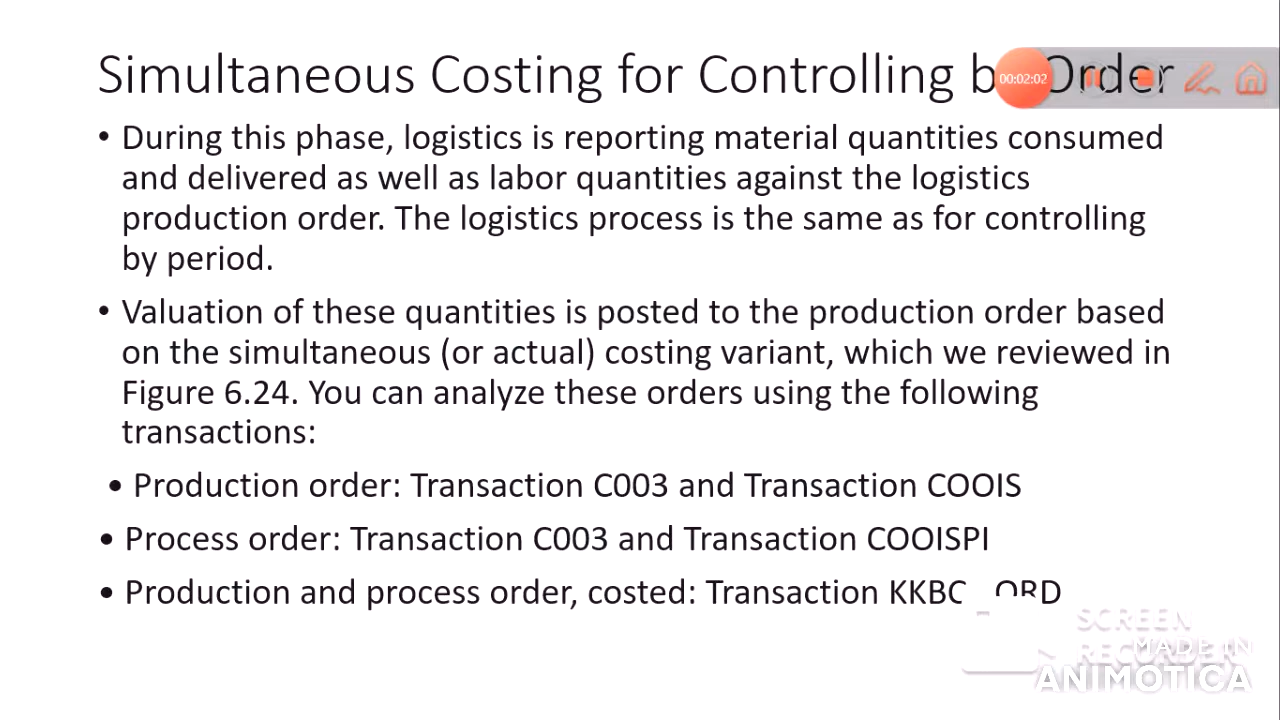 Simultaneous Costing for Controlling b Order
00:02:02
• During this phase, logistics is reporting material quantities consumed
and delivered as well as labor quantities against the logistics
production order. The logistics process is the same as for controlling
by period.
• Valuation of these quantities is posted to the production order based
on the simultaneous (or actual) costing variant, which we reviewed in
Figure 6.24. You can analyze these orders using the following
transactions:
• Production order: Transaction C003 and Transaction COOIS
• Process order: Transaction C003 and Transaction COOISPI
• Production and process order, costed: Transaction KKBC_ORD
SCREEN
RECORDER
MADE IN
ANIMOTICA